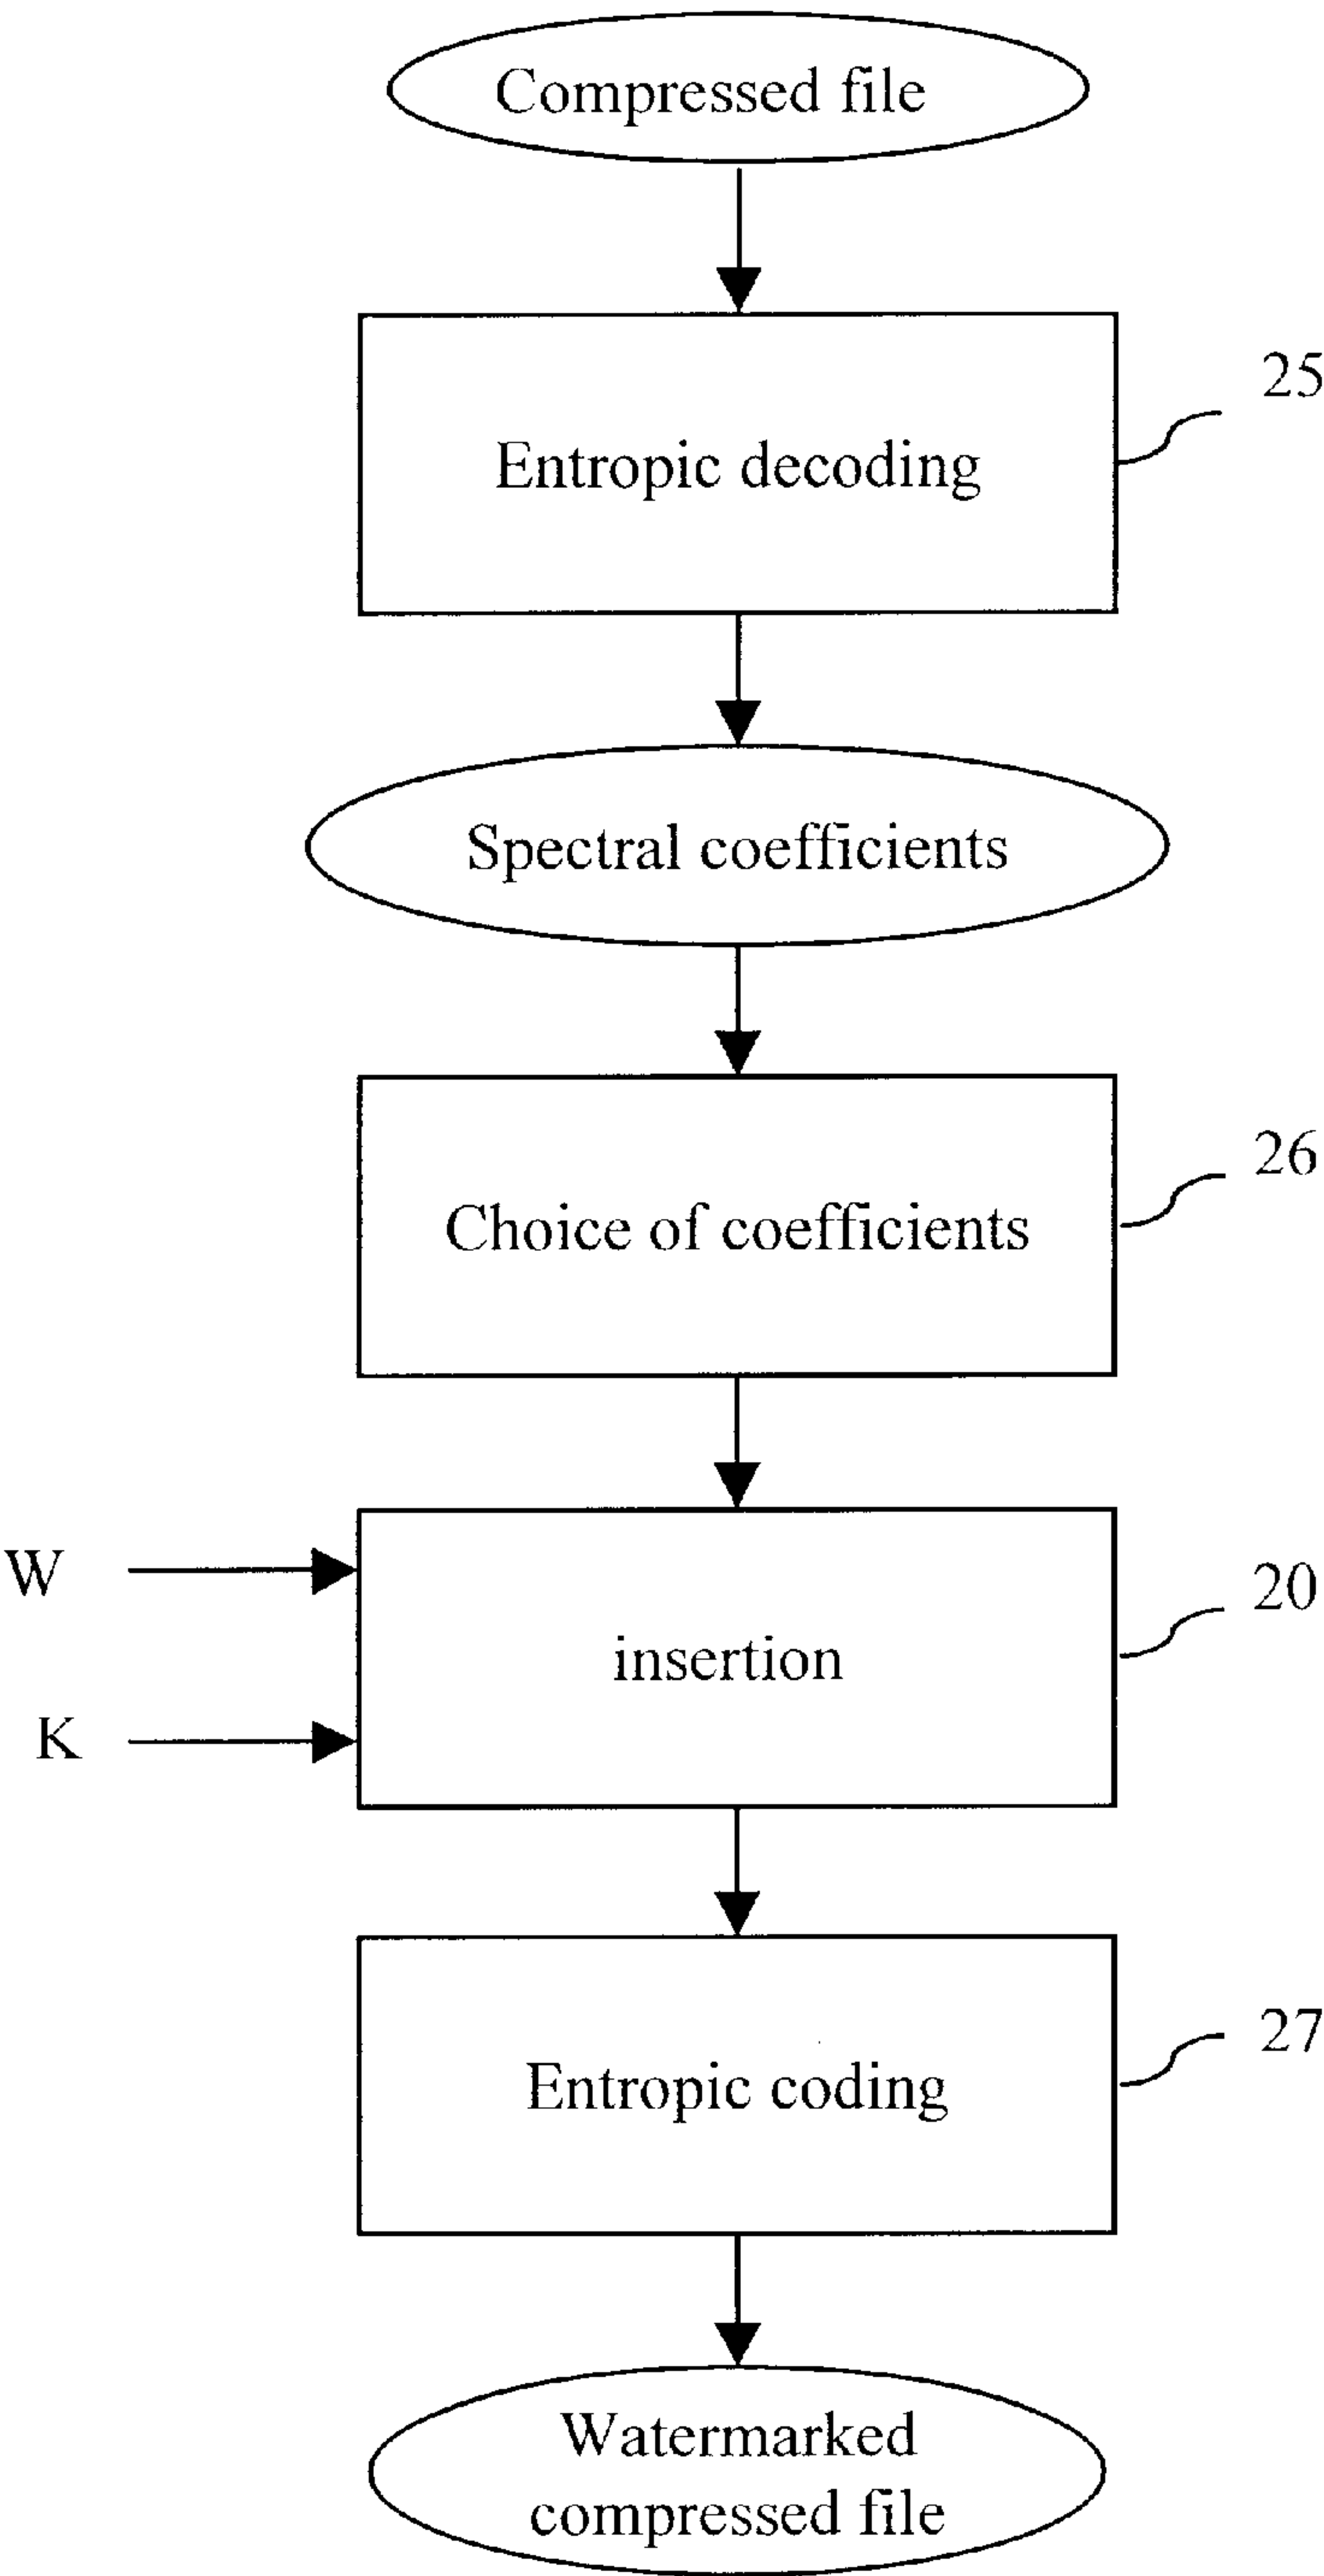 Compressed file
25
Entropic decoding
Spectral coefficients
26
Choice of coefficients
W
20
insertion
K
27
Entropic coding
Watermarked
compressed file